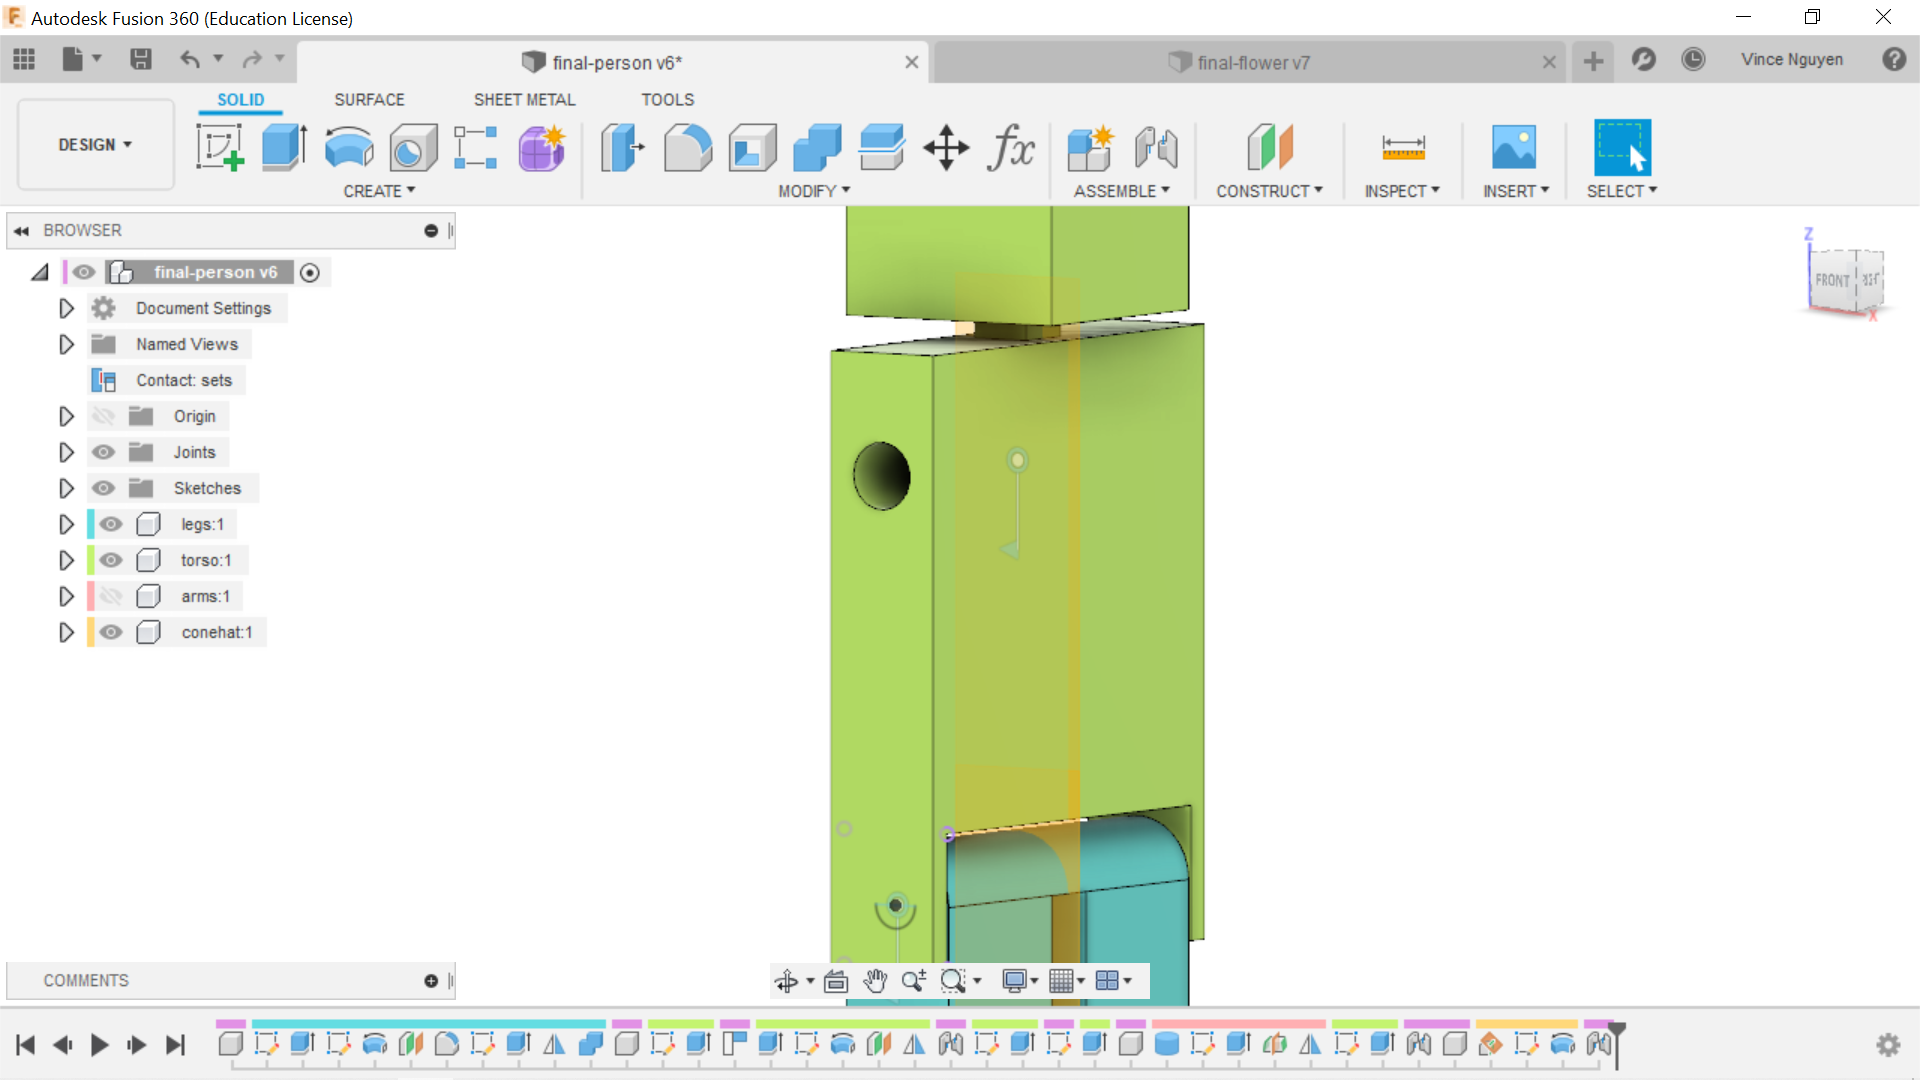 Autodesk Fusion 360 (Education License)
final-person v6*
final-flower v7
Vince Nguyen
SOLID SURFACE SHEET METAL TOOLS
DESIGN
CREATE MODIFY ASSEMBLE CONSTRUCT INSPECT INSERT SELECT
BROWSER
final-person v6
Document Settings
Named Views
Contact: sets
Origin
Joints
Sketches
legs:1
torso:1
arms:1
conehat:1
Z
FRONT
X
COMMENTS